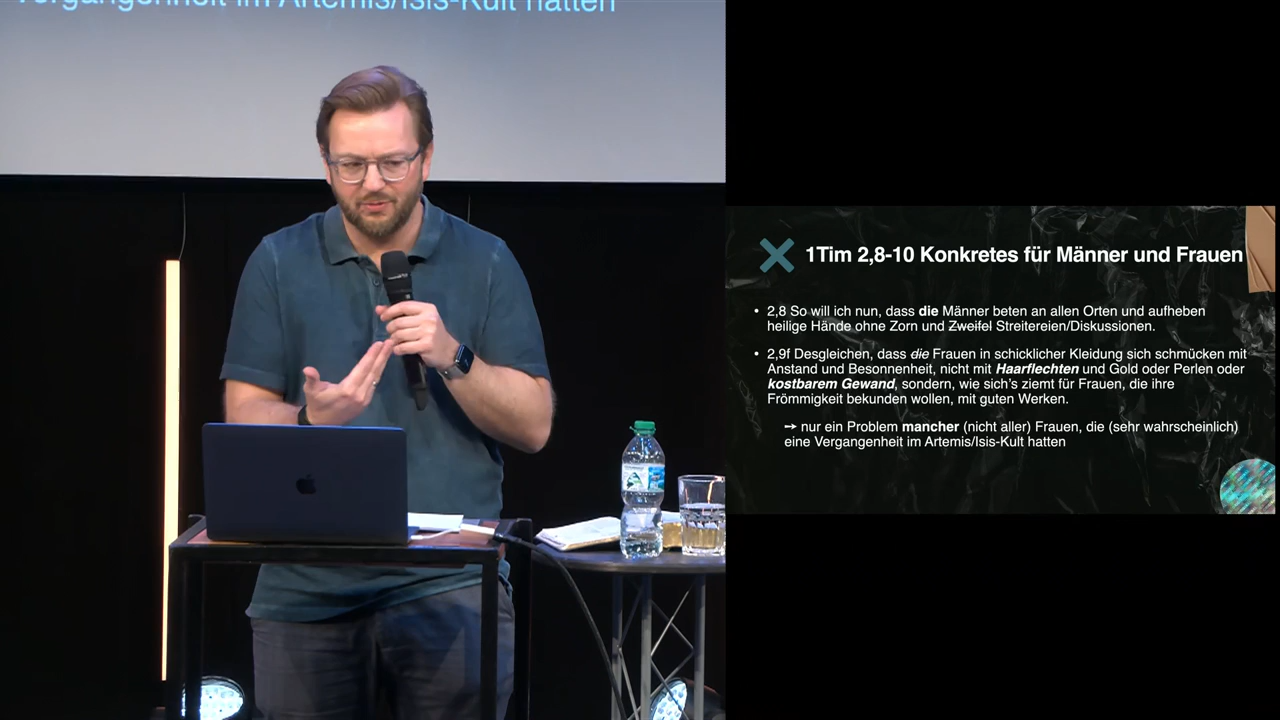 Vergangenheit im Artemis/Isis-Kult hatten
1Tim 2,8-10 Konkretes für Männer und Frauen
• 2,8 So will ich nun, dass die Männer beten an allen Orten und aufheben
heilige Hände ohne Zorn und Zweifel Streitereien/Diskussionen.
• 2,9f Desgleichen, dass die Frauen in schicklicher Kleidung sich schmücken mit
Anstand und Besonnenheit, nicht mit Haarflechten und Gold oder Perlen oder
kostbarem Gewand, sondern, wie sich's ziemt für Frauen, die ihre
Frömmigkeit bekunden wollen, mit guten Werken.
➙ nur ein Problem mancher (nicht aller) Frauen, die (sehr wahrscheinlich)
eine Vergangenheit im Artemis/Isis-Kult hatten